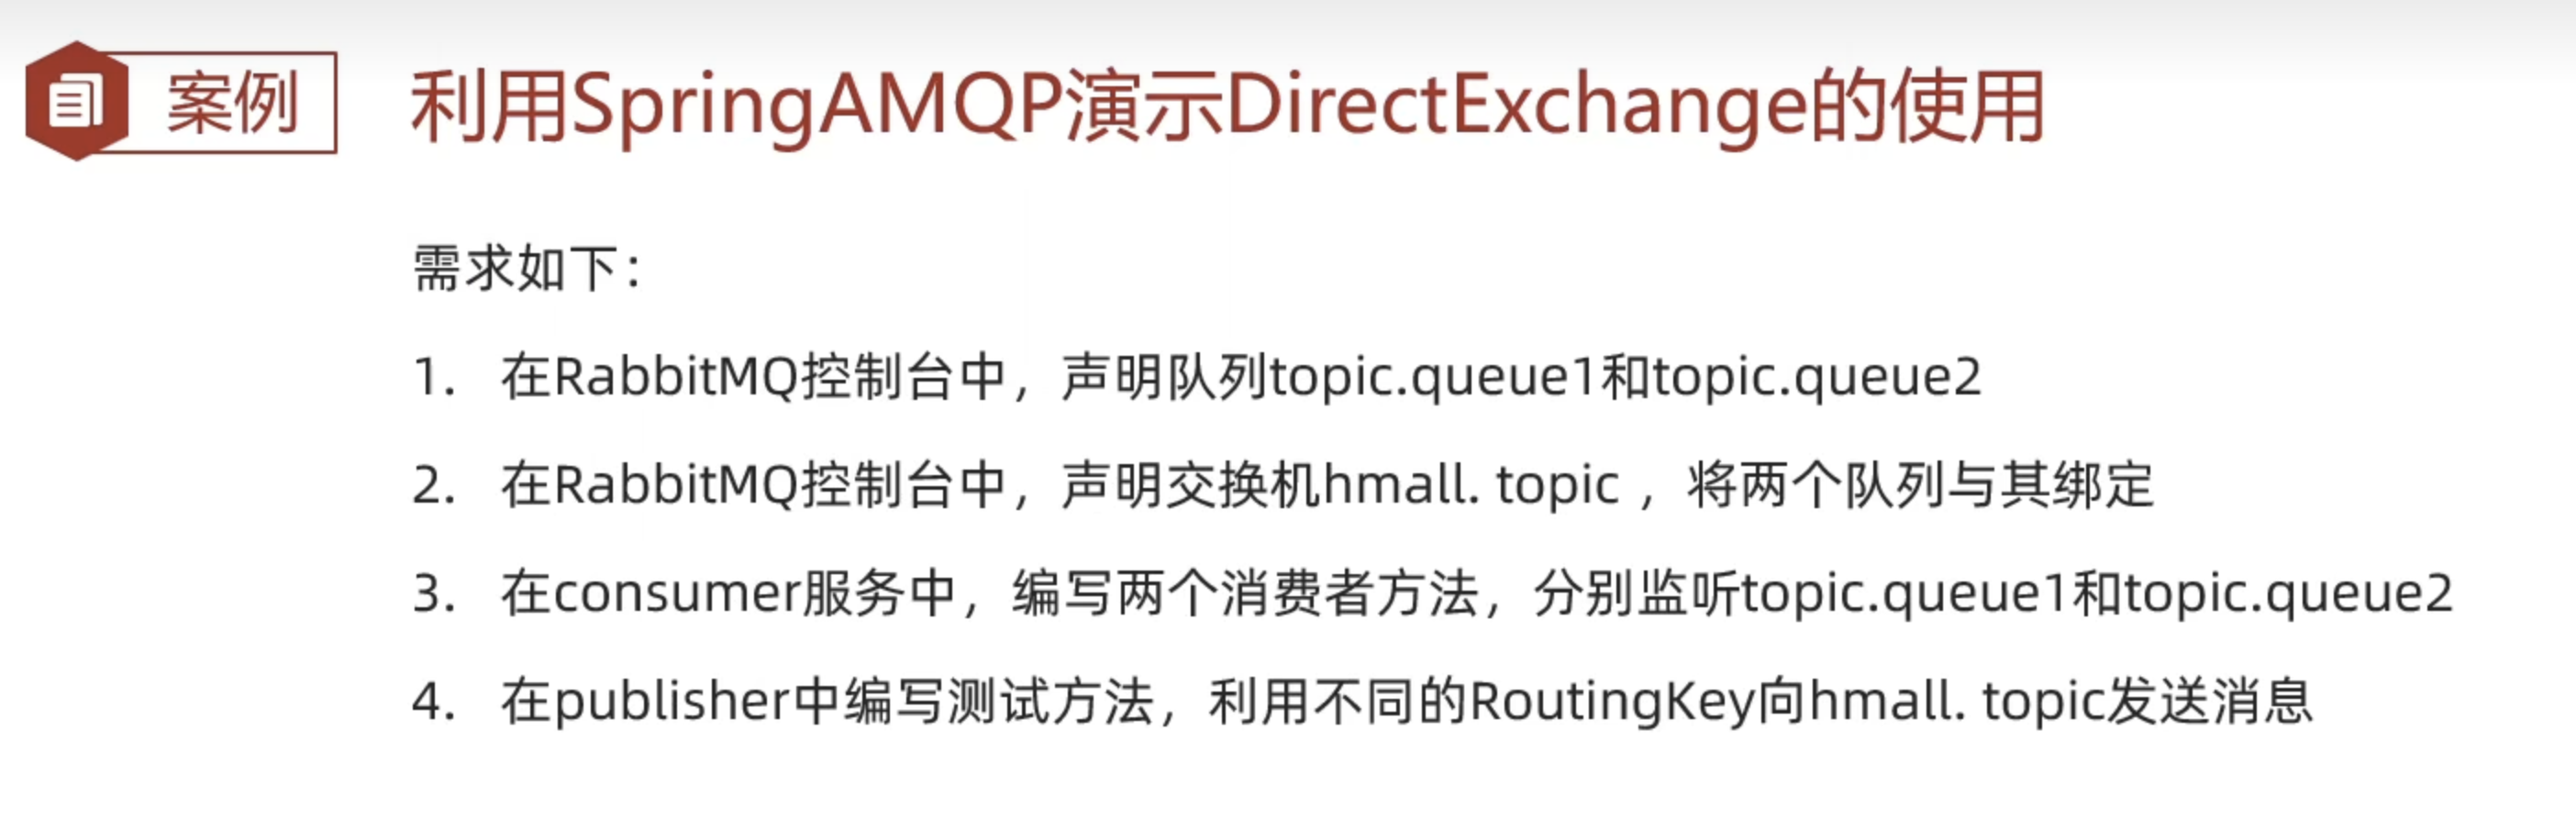 案例
利用SpringAMQP演示DirectExchange的使用
需求如下：
1. 在RabbitMQ控制台中，声明队列topic.queue1和topic.queue2
2. 在RabbitMQ控制台中，声明交换机hmall. topic ，将两个队列与其绑定
3. 在consumer服务中，编写两个消费者方法，分别监听topic.queue1和topic.queue2
4. 在publisher中编写测试方法，利用不同的RoutingKey向hmall. topic发送消息